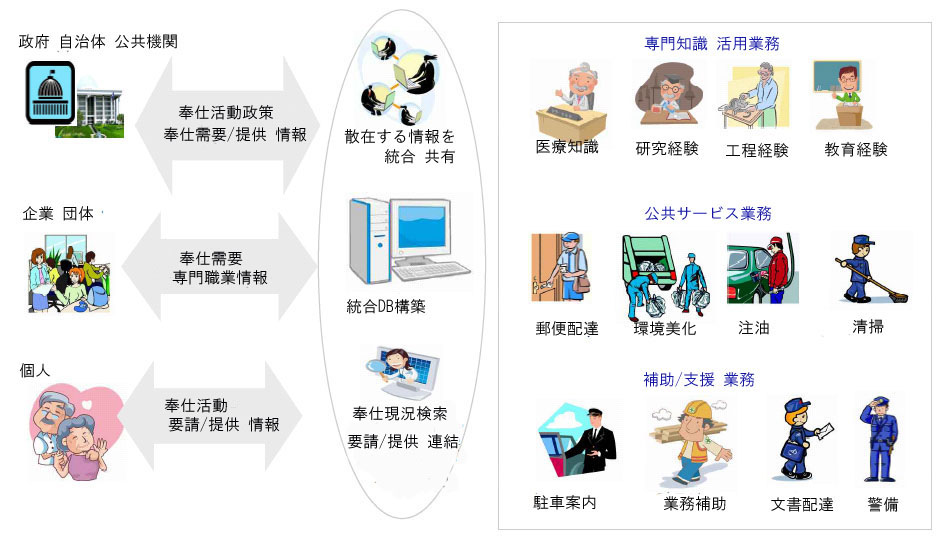 政府 自治体 公共機関
奉仕活動政策
奉仕需要/提供 情報
散在する情報を
統合 共有
企業 団体
奉仕需要
専門職業情報
統合DB構築
個人
奉仕活動
要請/提供 情報
奉仕現況検索
要請/提供 連結
専門知識 活用業務
医療知識
研究経験
工程経験
教育経験
公共サービス業務
郵便配達
環境美化
注油
清掃
補助/支援 業務
駐車案内
業務補助
文書配達
警備